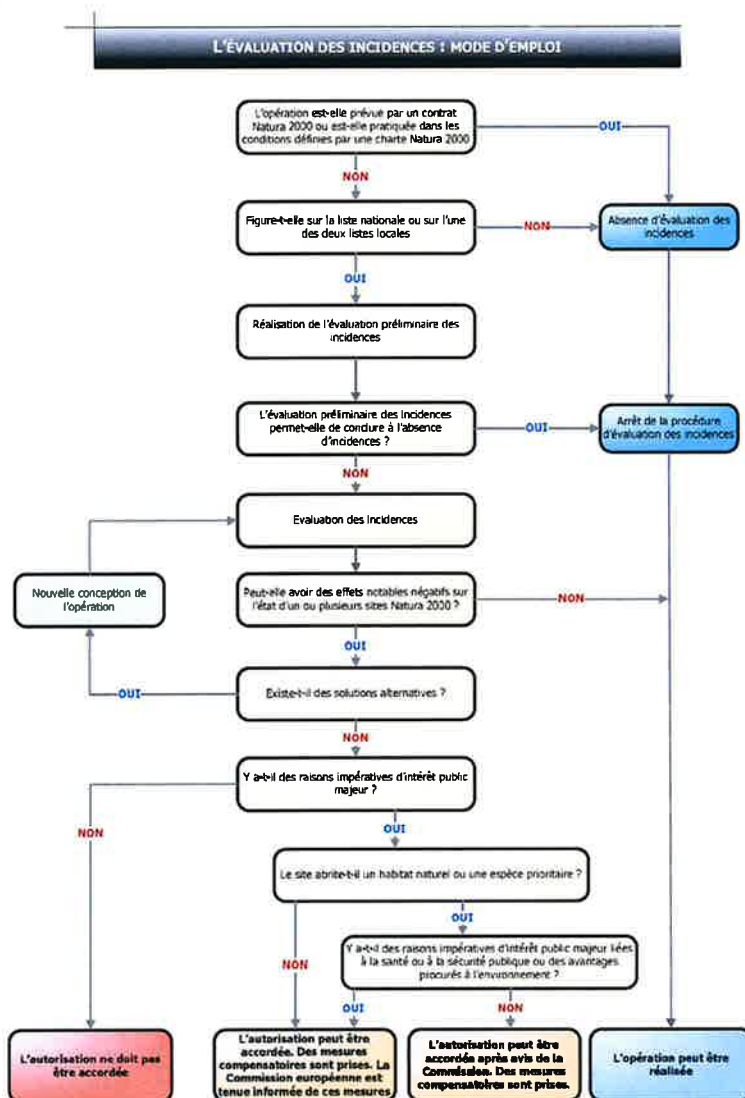 L'ÉVALUATION DES INCIDENCES : MODE D'EMPLOI
L'opération est-elle prévue par un contrat
Natura 2000 ou est-elle pratiquée dans les
conditions définies par une charte Natura 2000
OUI
NON
Figure-t-elle sur la liste nationale ou sur l'une
des deux listes locales
NON
Absence d'évaluation des
incidences
OUI
Réalisation de l'évaluation préliminaire des
incidences
L'évaluation préliminaire des incidences
permet-elle de conclure à l'absence
d'incidences ?
OUI
Arrêt de la procédure
d'évaluation des incidences
NON
Evaluation des incidences
Nouvelle conception de
l'opération
Peut-elle avoir des effets notables négatifs sur
l'état d'un ou plusieurs sites Natura 2000 ?
NON
OUI
OUI
Existe-t-il des solutions alternatives ?
NON
Y a-t-il des raisons impératives d'intérêt public
majeur ?
NON
OUI
Le site abrite-t-il un habitat naturel ou une espèce prioritaire ?
OUI
NON
Y a-t-il des raisons impératives d'intérêt public majeur liées
à la santé ou à la sécurité publique ou des avantages
procurés à l'environnement ?
OUI
NON
L'autorisation ne doit pas
être accordée
L'autorisation peut être
accordée. Des mesures
compensatoires sont prises. La
Commission européenne est
tenue informée de ces mesures
L'autorisation peut être
accordée après avis de la
Commission. Des mesures
compensatoires sont prises.
L'opération peut être
réalisée